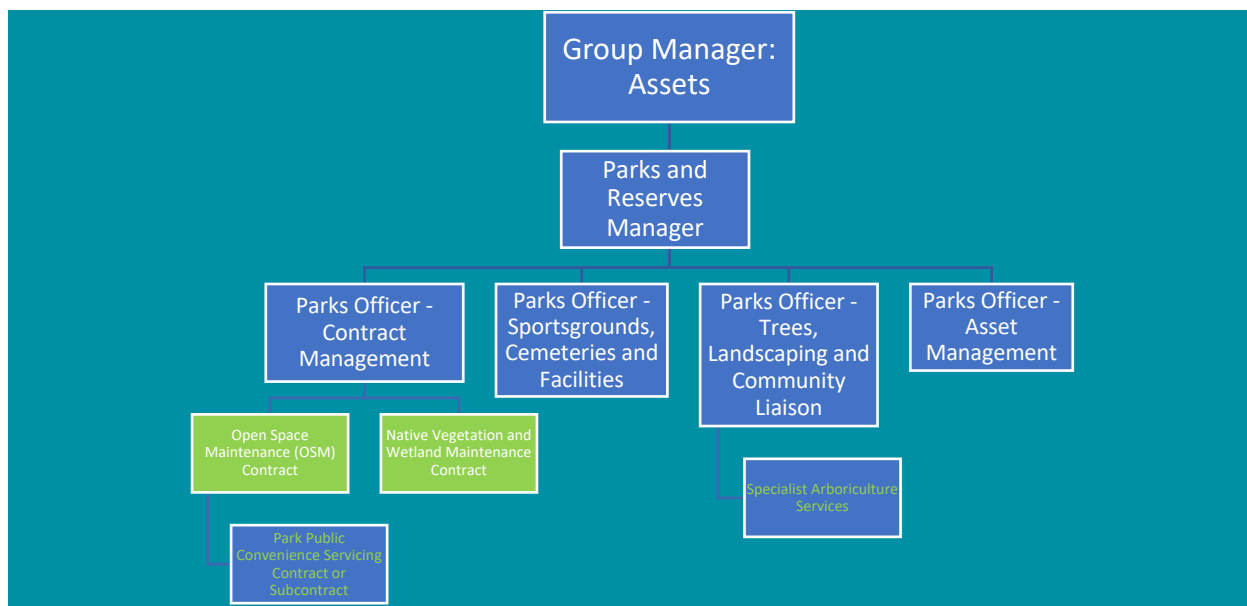 Group Manager:
Assets
Parks and
Reserves
Manager
Parks Officer -
Contract
Management
Parks Officer -
Sportsgrounds,
Cemeteries and
Facilities
Parks Officer -
Trees,
Landscaping and
Community
Liaison
Parks Officer -
Asset
Management
Open Space
Maintenance (OSM)
Contract
Native Vegetation and
Wetland Maintenance
Contract
Specialist Arboriculture
Services
Park Public
Convenience Servicing
Contract or
Subcontract